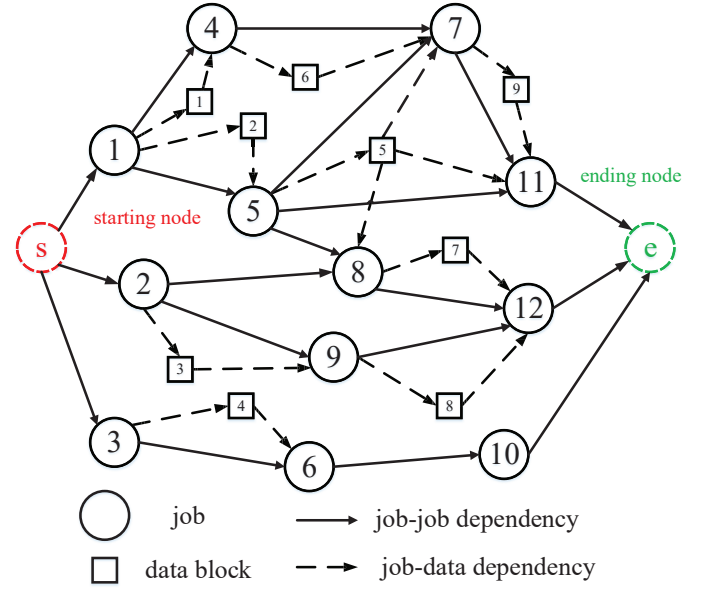 4
7
6
9
1
2
1
5
11
ending node
5
starting node
s
e
8
7
2
12
9
3
8
4
3
10
6
job
job-job dependency
data block
job-data dependency